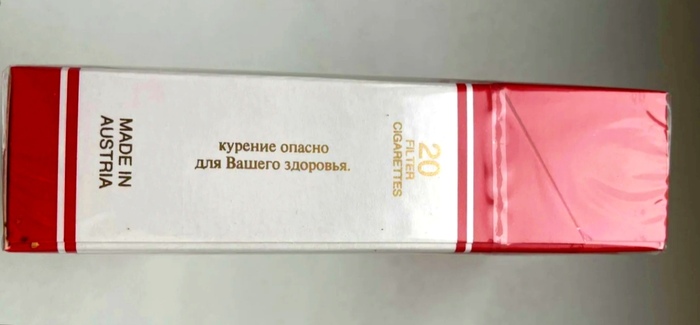 MADE IN
AUSTRIA
курение опасно
для Вашего здоровья.
20
FILTER
CIGARETTES